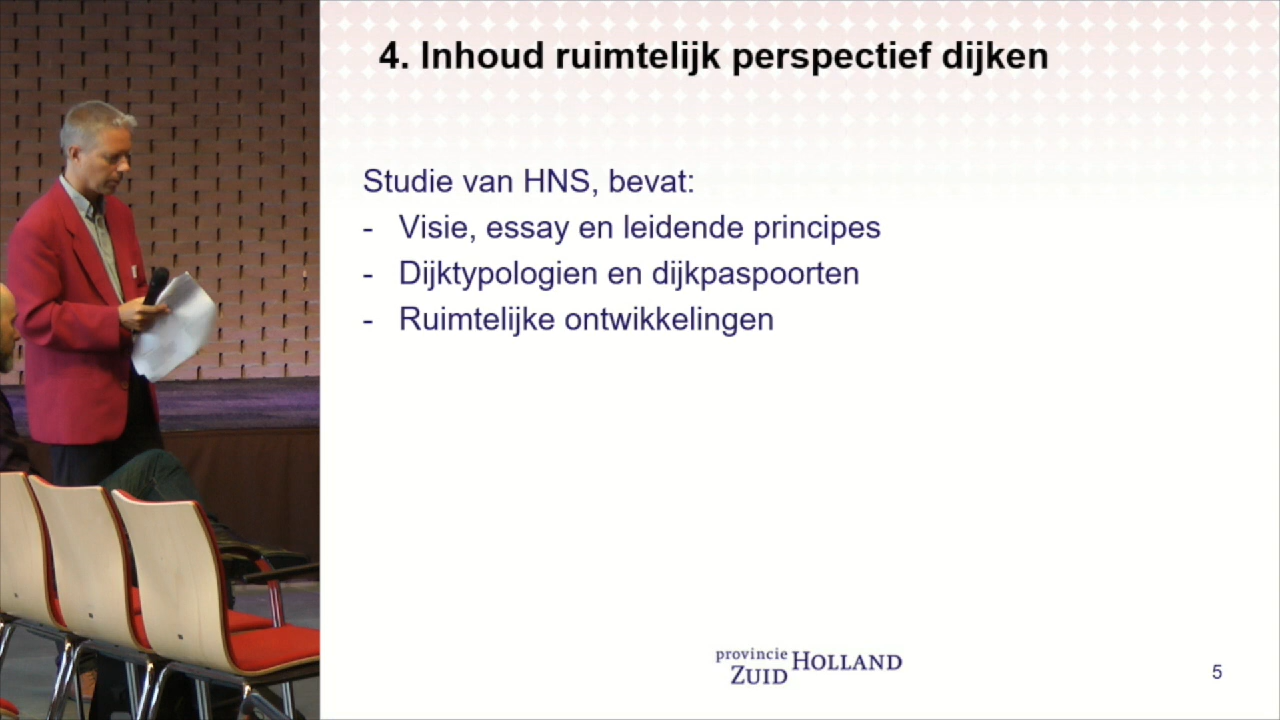 4. Inhoud ruimtelijk perspectief dijken
Studie van HNS, bevat:
- Visie, essay en leidende principes
- Dijktypologien en dijkpaspoorten
- Ruimtelijke ontwikkelingen
provincie
ZUID HOLLAND
5